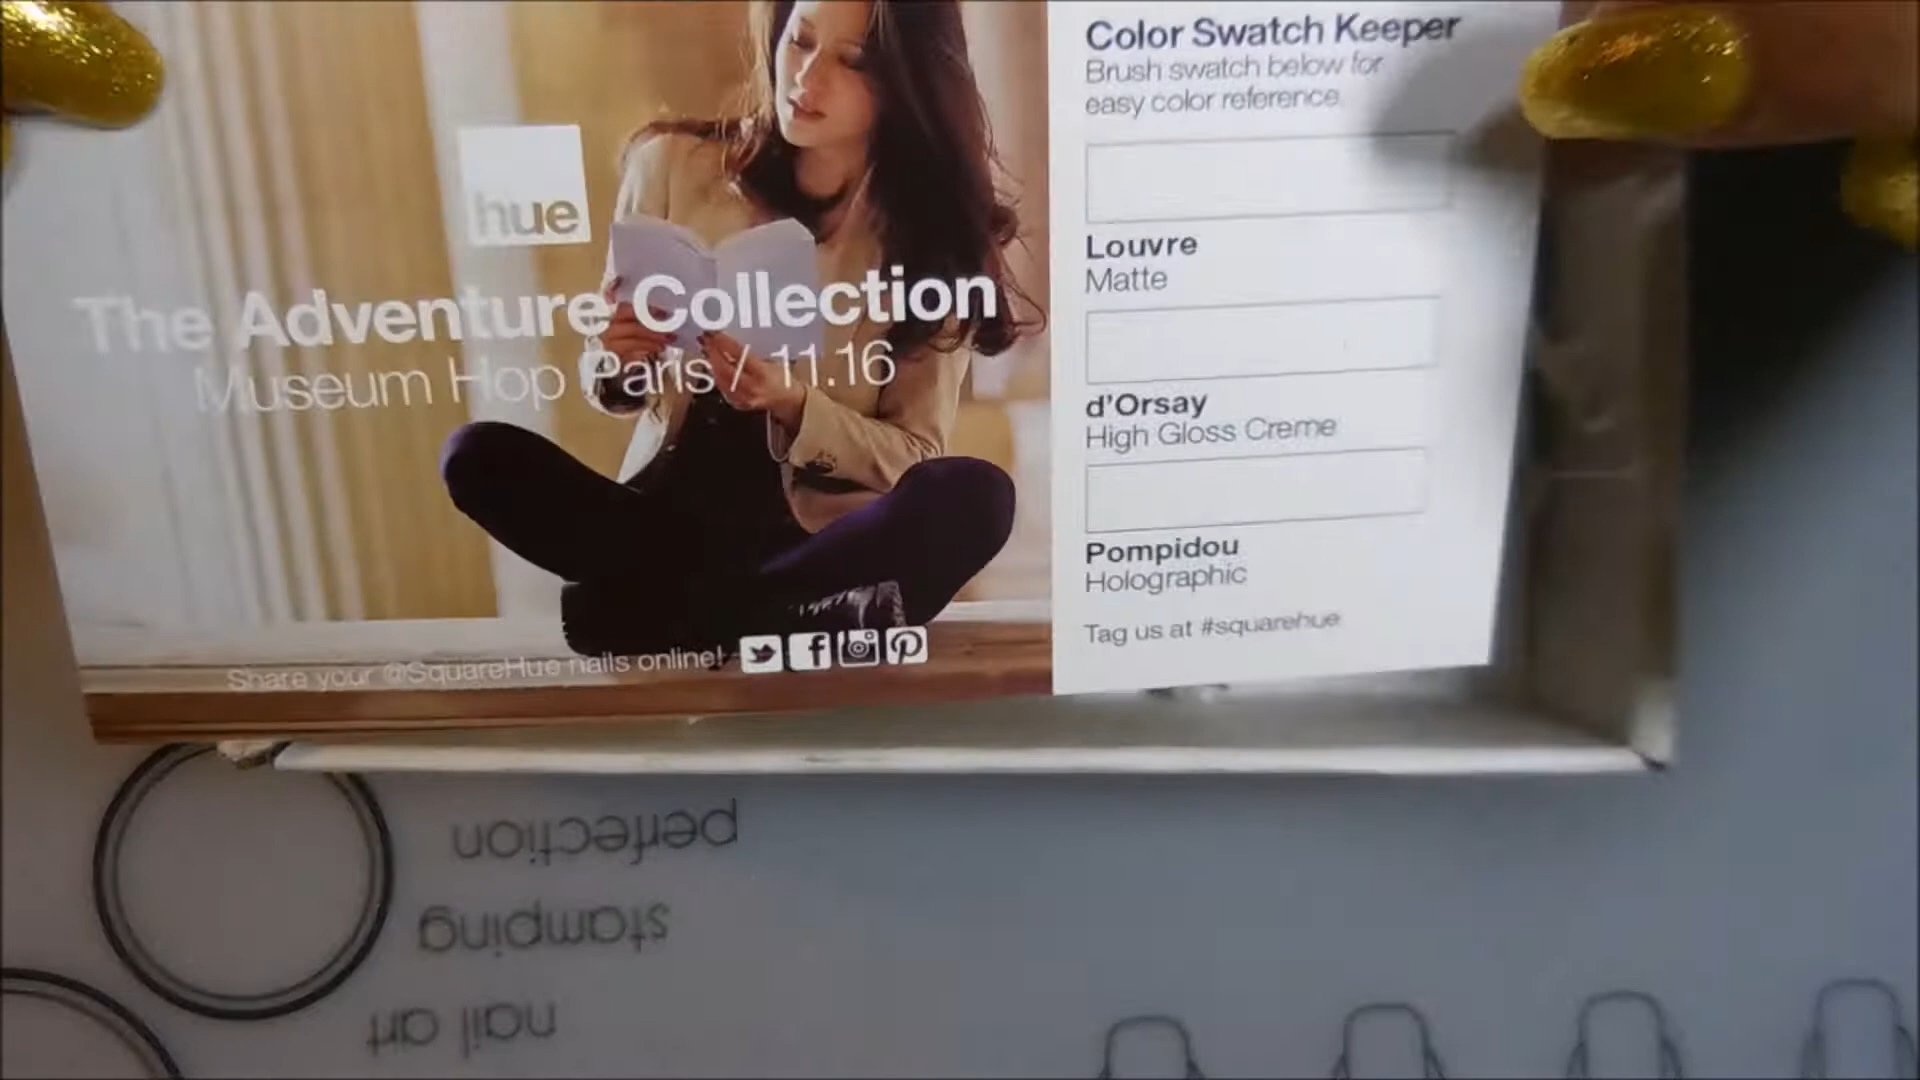 hue
The Adventure Collection
Museum Hop Paris / 11.16
Share your @SquareHue nails online!
Color Swatch Keeper
Brush swatch below for
easy color reference.
Louvre
Matte
d'Orsay
High Gloss Creme
Pompidou
Holographic
Tag us at #squarehue
nail art
stamping
perfection